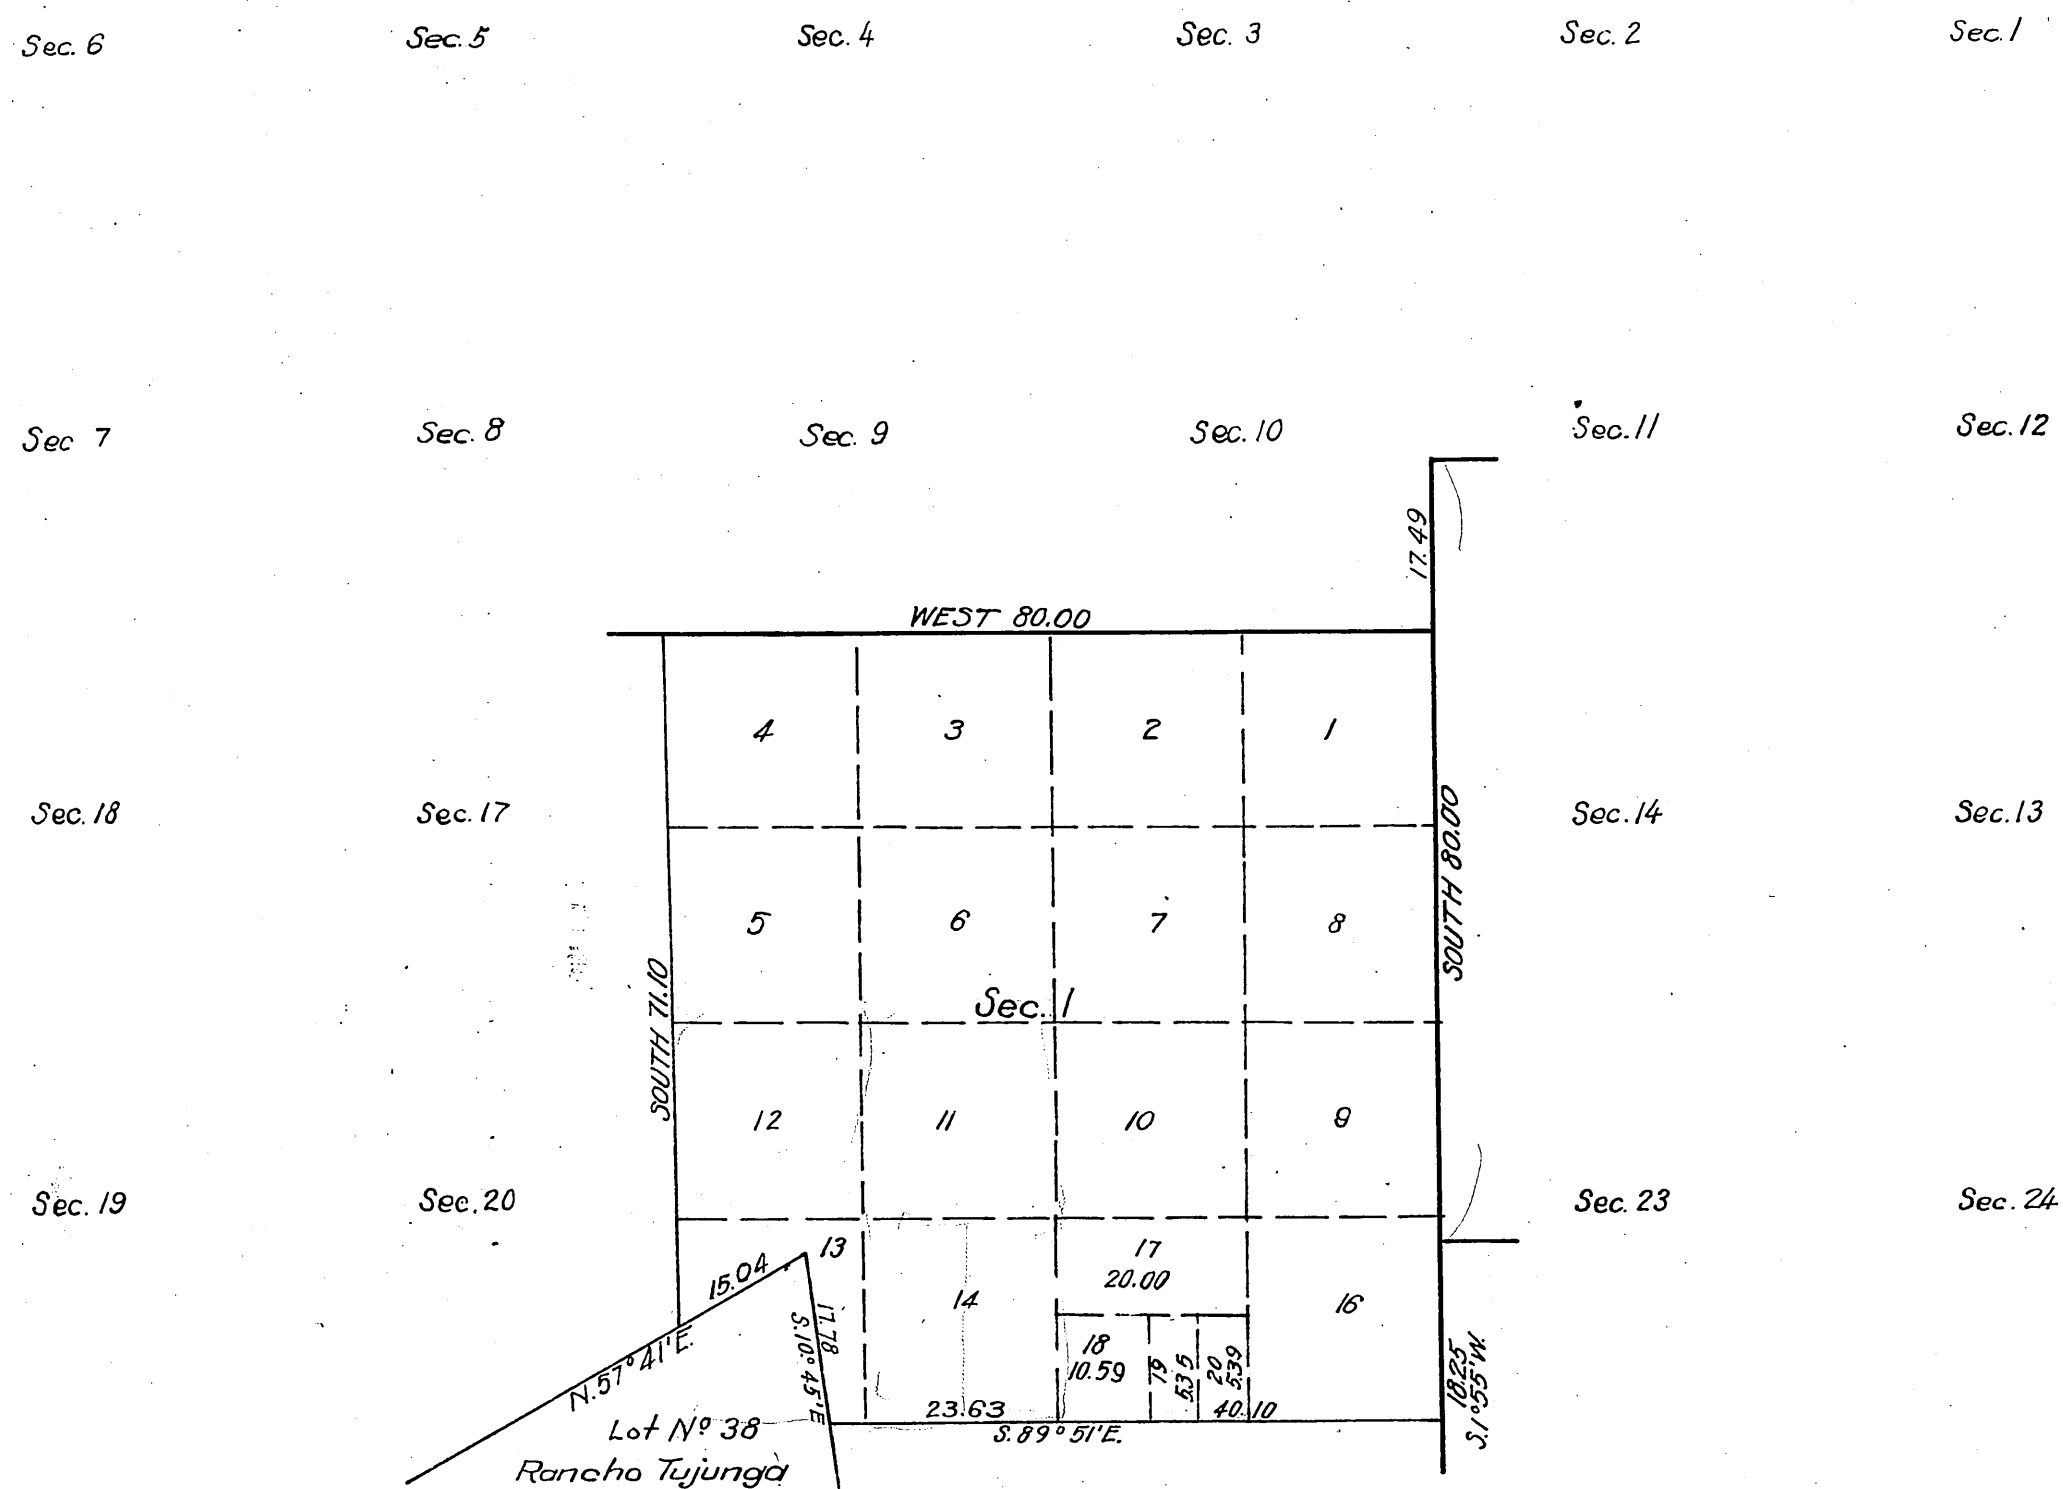 Sec. 6
Sec. 5
Sec. 4
Sec. 3
Sec. 2
Sec. 1
Sec 7
Sec. 8
Sec. 9
Sec. 10
Sec. 11
Sec. 12
17.49
WEST 80.00
4
3
2
1
Sec. 18
Sec. 17
Sec. 14
Sec. 13
SOUTH 80.00
5
6
7
8
Sec. 1
SOUTH 71.10
12
11
10
9
Sec. 19
Sec. 20
Sec. 23
Sec. 24
13
15.04
N. 57° 41' E.
17.78
S. 10° 45' E
14
17
20.00
16
18
10.59
19
5.35
20
5.39
18.25
S. 1° 55' W.
23.63
40.10
S. 89° 51' E.
Lot Nº 38
Rancho Tujunga